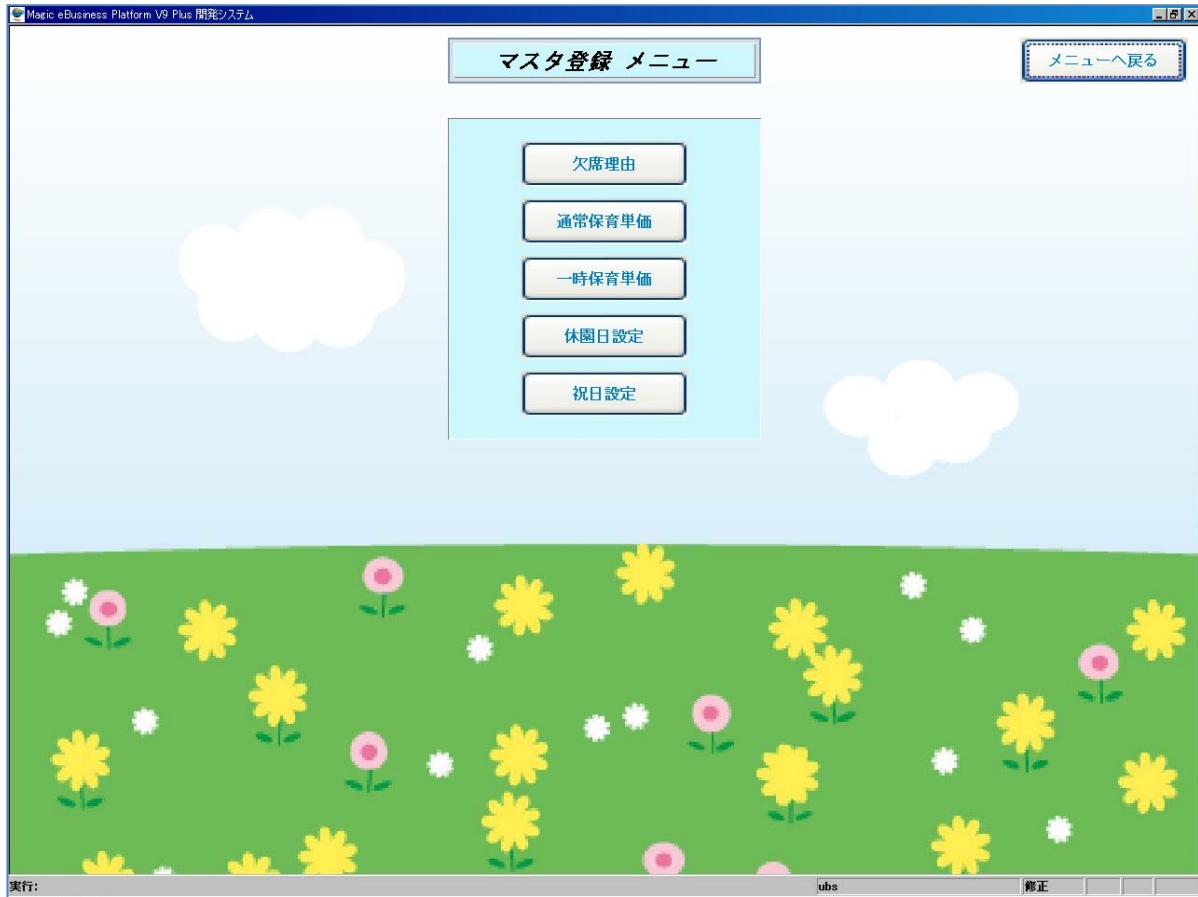 Magic eBusiness Platform V9 Plus 開発システム
マスタ登録 メニュー
メニューへ戻る
欠席理由
通常保育単価
一時保育単価
休園日設定
祝日設定
実行:
ubs
修正